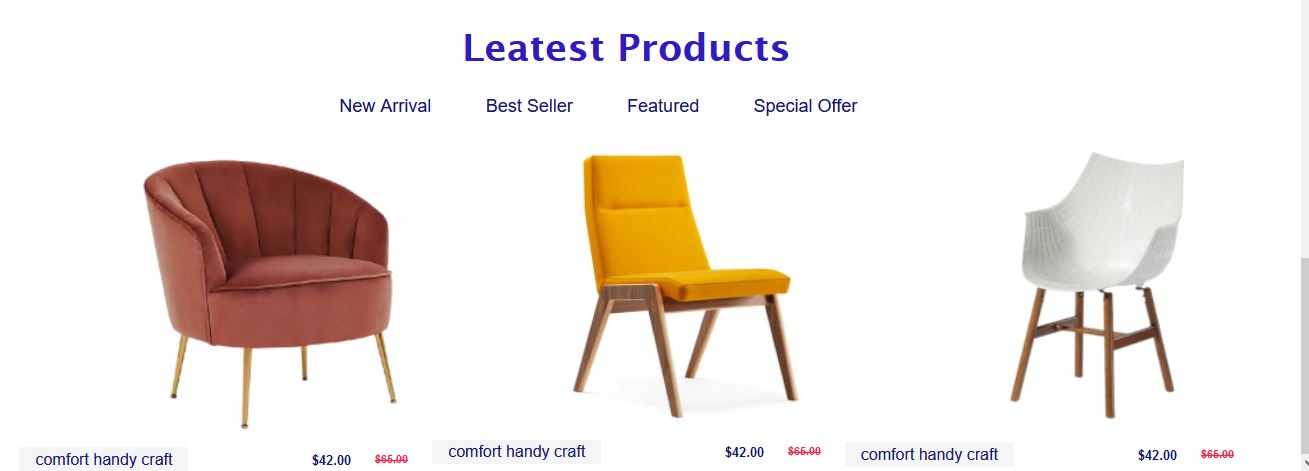 Leatest Products
New Arrival Best Seller Featured Special Offer
comfort handy craft $42.00 $65.00
comfort handy craft $42.00 $65.00
comfort handy craft $42.00 $65.00